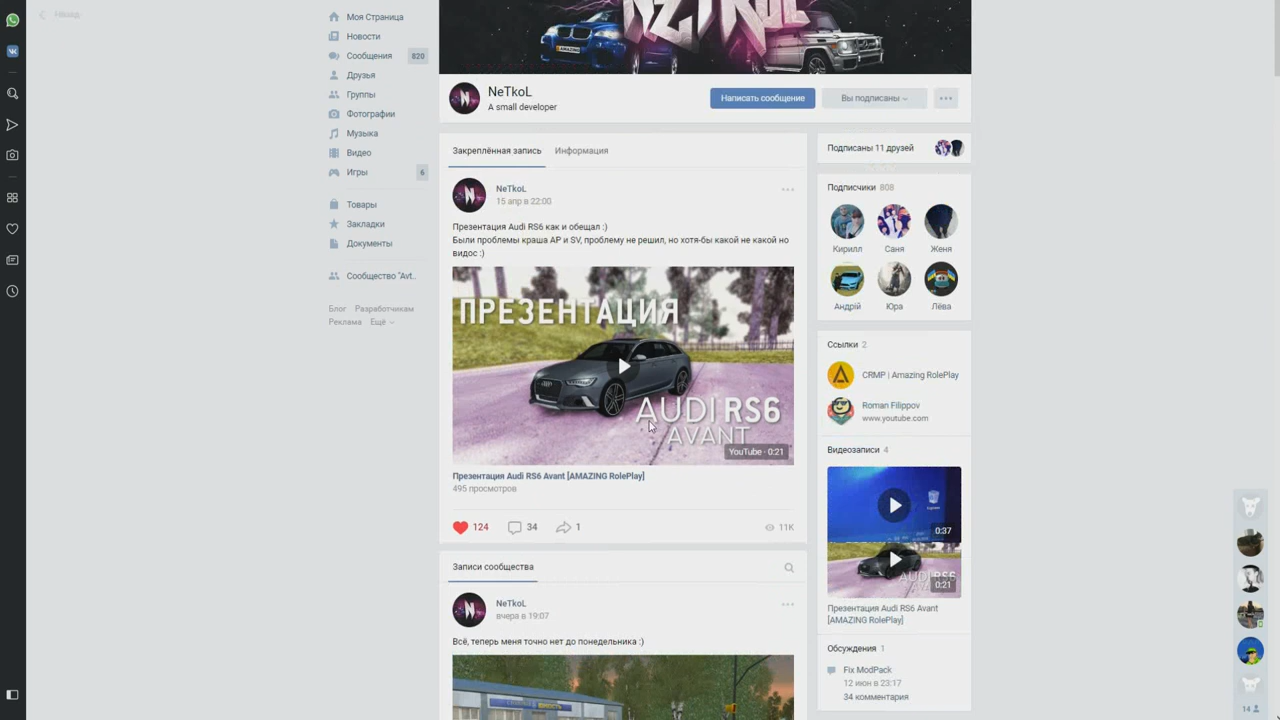 Назад
NeTkoL
AMAZING
Моя Страница
Новости
Сообщения 820
Друзья
Группы
Фотографии
Музыка
Видео
Игры 6
Товары
Закладки
Документы
Сообщество "Avt..
Блог Разработчикам
Реклама Ещё
NeTkoL
A small developer
Написать сообщение
Вы подписаны
Закреплённая запись Информация
NeTkoL
15 апр в 22:00
Презентация Audi RS6 как и обещал :)
Были проблемы краша AP и SV, проблему не решил, но хотя-бы какой не какой но
видос :)
ПРЕЗЕНТАЦИЯ
AUDI RS6
AVANT
YouTube · 0:21
Презентация Audi RS6 Avant [AMAZING RolePlay]
495 просмотров
124 34 1 11K
Записи сообщества
NeTkoL
вчера в 19:07
Всё, теперь меня точно нет до понедельника :)
Подписаны 11 друзей
Подписчики 808
Кирилл Саня Женя
Андрій Юра Лёва
Ссылки 2
CRMP | Amazing RolePlay
Roman Filippov
www.youtube.com
Видеозаписи 4
0:37
AUDI RS6
0:21
Презентация Audi RS6 Avant
[AMAZING RolePlay]
Обсуждения 1
Fix ModPack
12 июн в 23:17
34 комментария
14